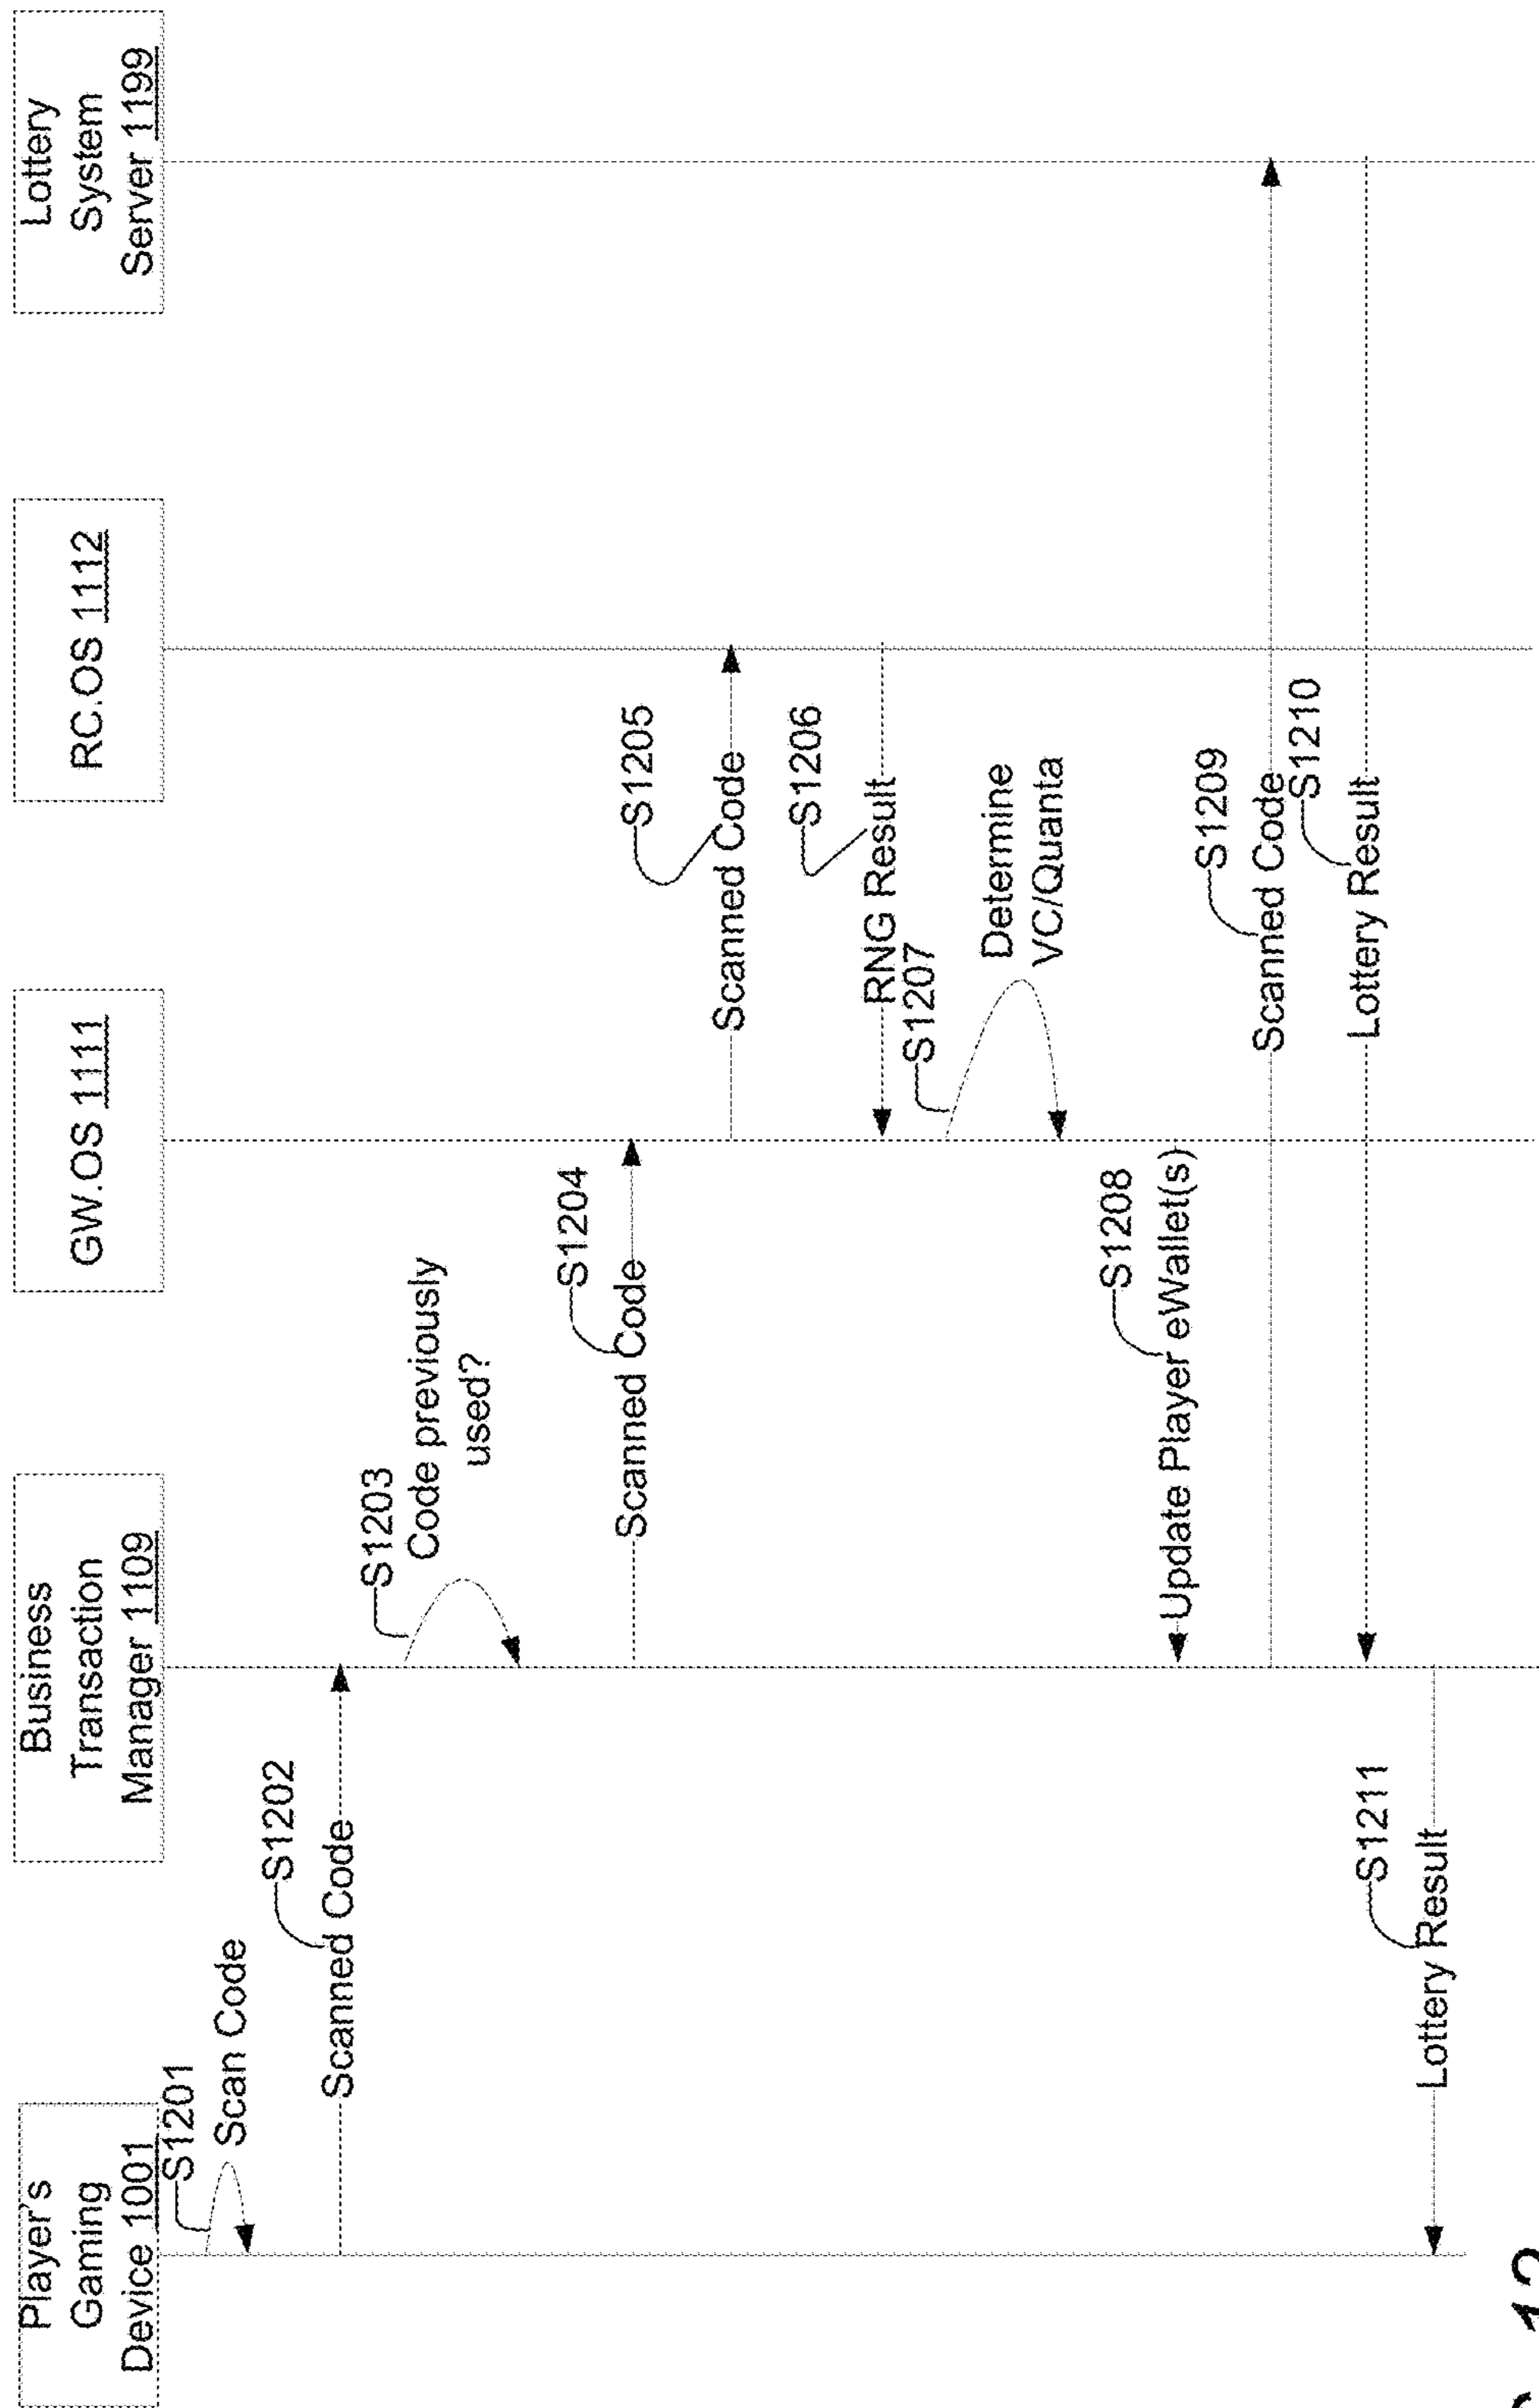 Player's
Gaming
Device 1001
Business
Transaction
Manager 1109
GW.OS 1111
RC.OS 1112
Lottery
System
Server 1199
S1201
Scan Code
S1202
Scanned Code
S1203
Code previously
used?
S1204
Scanned Code
S1205
Scanned Code
S1206
RNG Result
S1207
Determine
VC/Quanta
S1208
Update Player eWallet(s)
S1209
Scanned Code
S1210
Lottery Result
S1211
Lottery Result